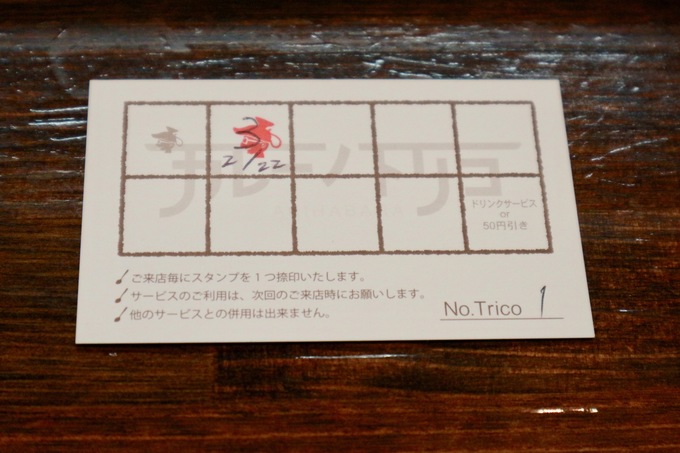 2/22
ドリンクサービス
or
50円引き
ご来店毎にスタンプを1つ捺印いたします。
サービスのご利用は、次回のご来店時にお願いします。
他のサービスとの併用は出来ません。
No.Trico 1